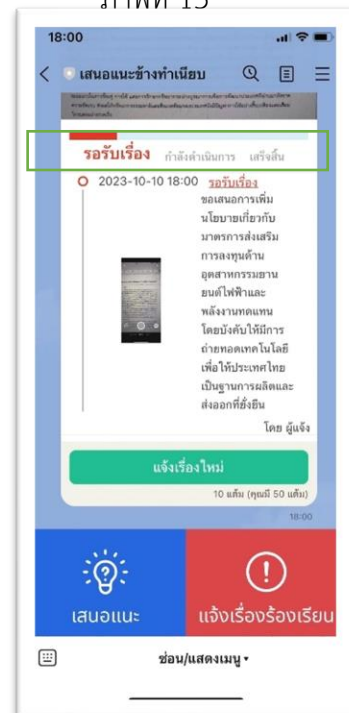 ภาพที่ 15
18:00
เสนอแนะข้างทำเนียบ
รอรับเรื่อง กำลังดำเนินการ เสร็จสิ้น
2023-10-10 18:00 รอรับเรื่อง
ขอเสนอการเพิ่ม
นโยบายเกี่ยวกับ
มาตรการส่งเสริม
การลงทุนด้าน
อุตสาหกรรมยาน
ยนต์ไฟฟ้าและ
พลังงานทดแทน
โดยบังคับให้มีการ
ถ่ายทอดเทคโนโลยี
เพื่อให้ประเทศไทย
เป็นฐานการผลิตและ
ส่งออกที่ยั่งยืน
โดย ผู้แจ้ง
แจ้งเรื่องใหม่
10 แต้ม (คุณมี 50 แต้ม)
18:00
เสนอแนะ แจ้งเรื่องร้องเรียน
ซ่อน/แสดงเมนู